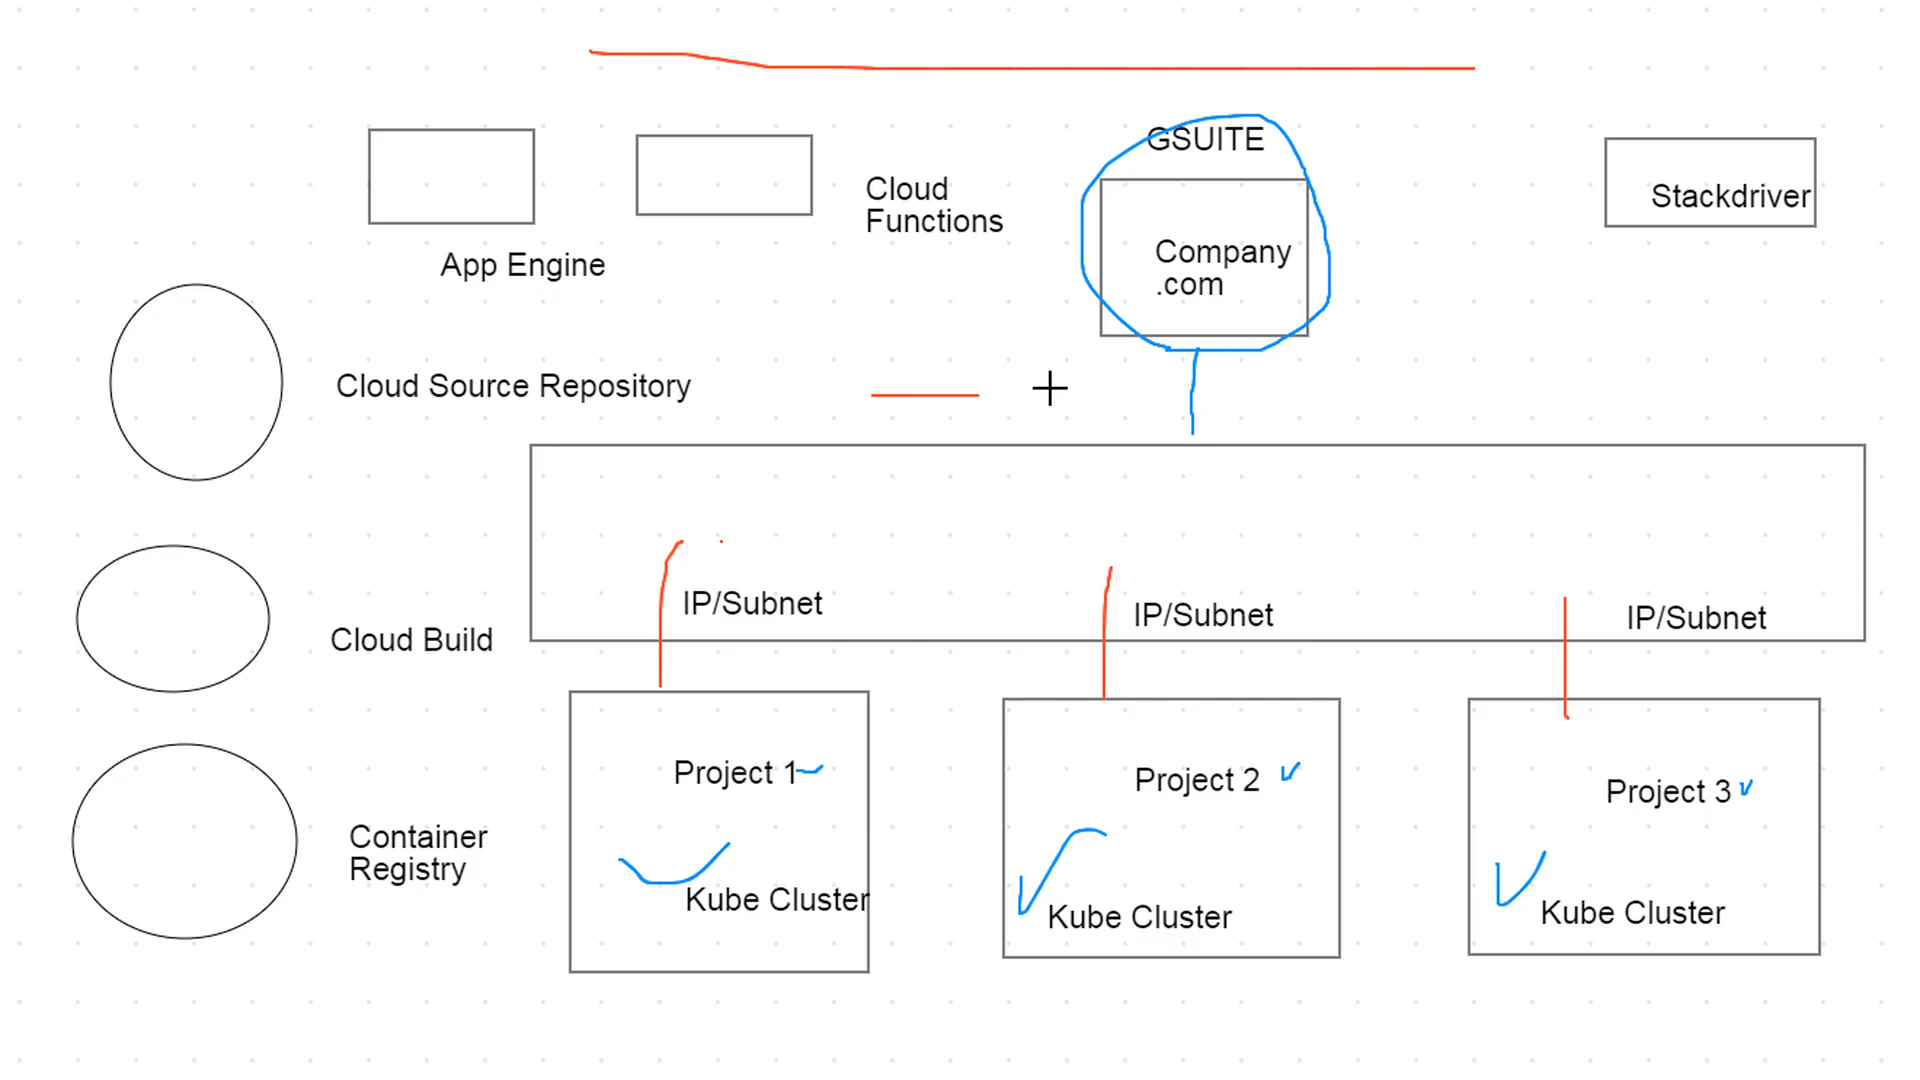 GSUITE
Cloud
Functions
Stackdriver
Company
.com
App Engine
Cloud Source Repository
IP/Subnet
IP/Subnet
IP/Subnet
Cloud Build
Project 1
Project 2
Project 3
Container
Registry
Kube Cluster
Kube Cluster
Kube Cluster